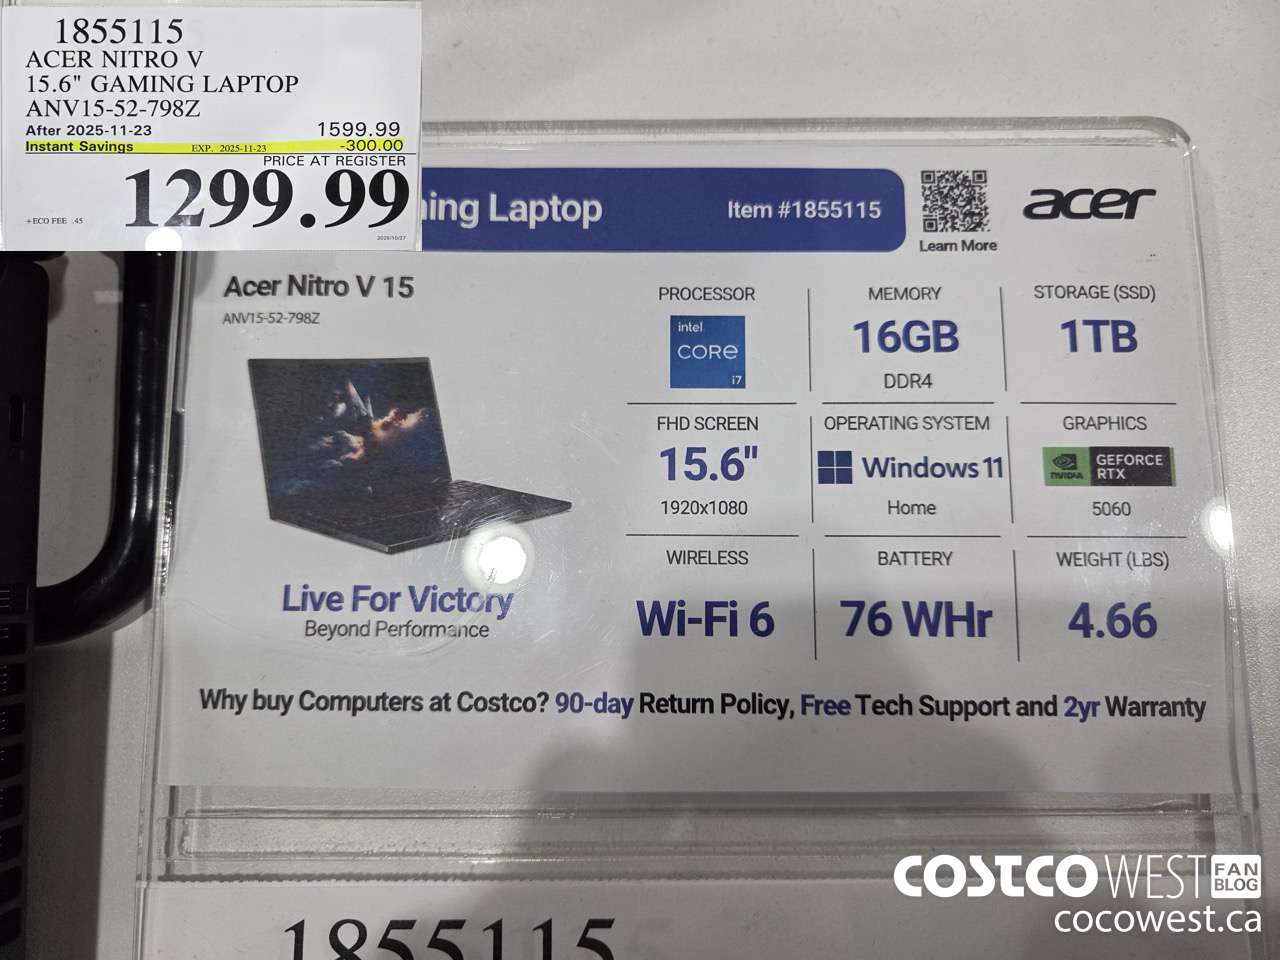 1855115
ACER NITRO V
15.6" GAMING LAPTOP
ANV15-52-798Z
After 2025-11-23 1599.99
Instant Savings EXP. 2025-11-23 -300.00
PRICE AT REGISTER
1299.99
+ECO FEE .45
2025/10/27
Laptop Item #1855115
Learn More
acer
Acer Nitro V 15
ANV15-52-798Z
PROCESSOR MEMORY STORAGE (SSD)
intel CORE i7 16GB 1TB
DDR4
FHD SCREEN OPERATING SYSTEM GRAPHICS
15.6" Windows 11 NVIDIA GEFORCE RTX
1920x1080 Home 5060
WIRELESS BATTERY WEIGHT (LBS)
Wi-Fi 6 76 WHr 4.66
Live For Victory
Beyond Performance
Why buy Computers at Costco? 90-day Return Policy, Free Tech Support and 2yr Warranty
1855115
COSTCO WEST FAN BLOG
cocowest.ca